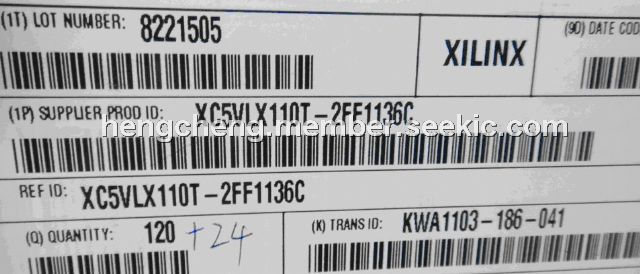 (1T) LOT NUMBER: 8221505
XILINX
(9D) DATE COD
(1P) SUPPLIER PROD ID: XC5VLX110T-2FF1136C
hengcheng.member.seekic.com
REF ID: XC5VLX110T-2FF1136C
(Q) QUANTITY: 120 +24
(K) TRANS ID: KWA1103-186-041